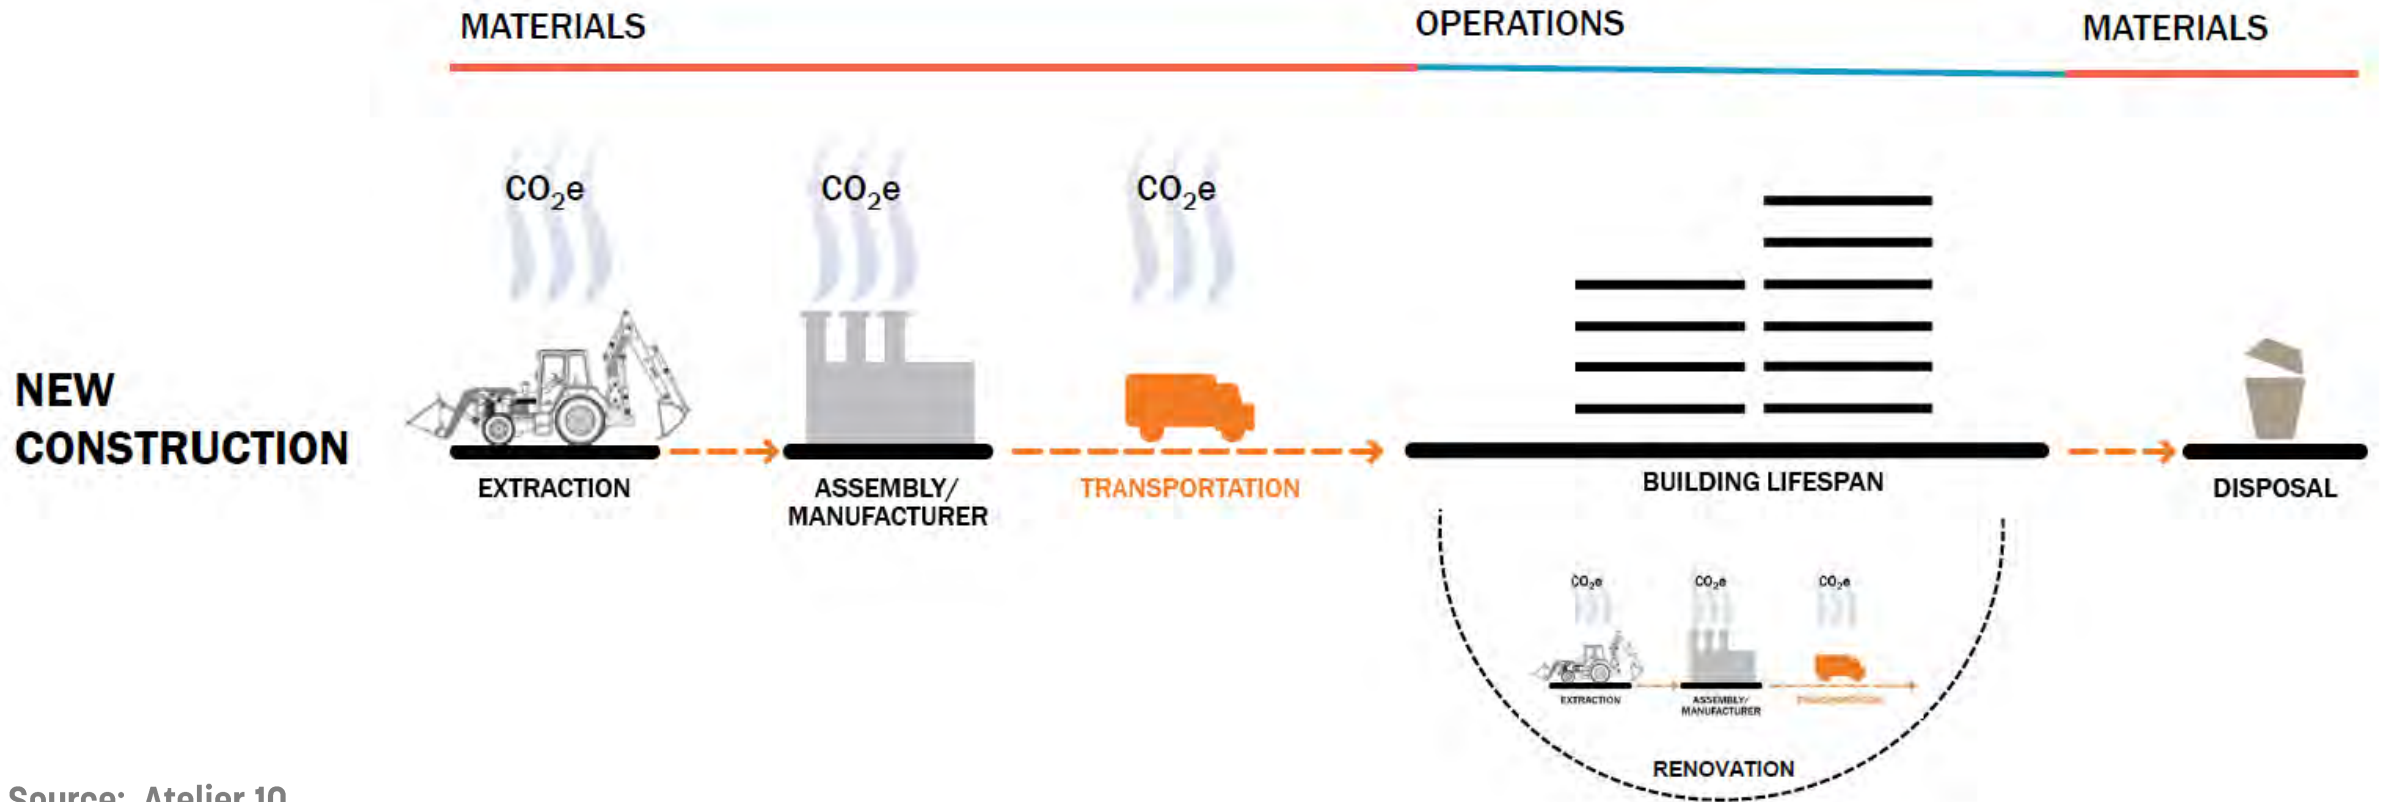 MATERIALS
OPERATIONS
MATERIALS
CO₂e
CO₂e
CO₂e
NEW
CONSTRUCTION
EXTRACTION
ASSEMBLY/
MANUFACTURER
TRANSPORTATION
BUILDING LIFESPAN
DISPOSAL
CO₂e
CO₂e
CO₂e
EXTRACTION
ASSEMBLY/
MANUFACTURER
TRANSPORTATION
RENOVATION
Source: Atelier 10